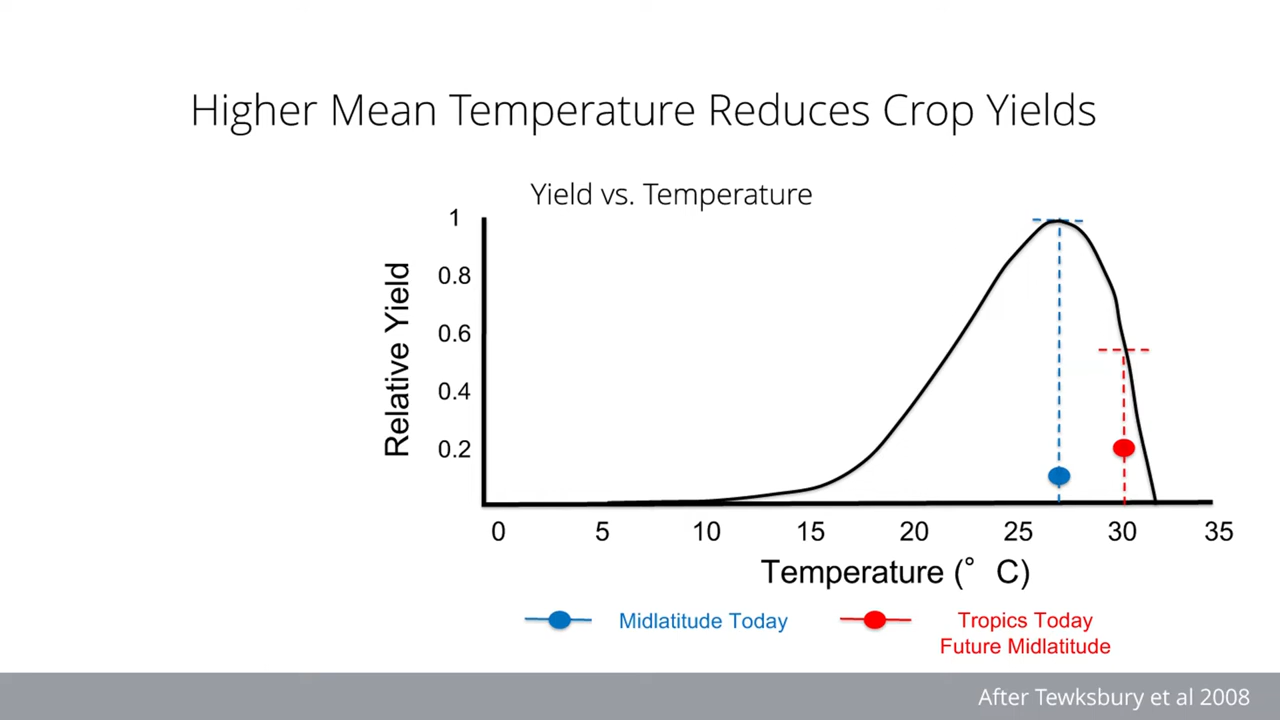 Higher Mean Temperature Reduces Crop Yields
Yield vs. Temperature
Relative Yield
1
0.8
0.6
0.4
0.2
0 5 10 15 20 25 30 35
Temperature (° C)
Midlatitude Today
Tropics Today
Future Midlatitude
After Tewksbury et al 2008